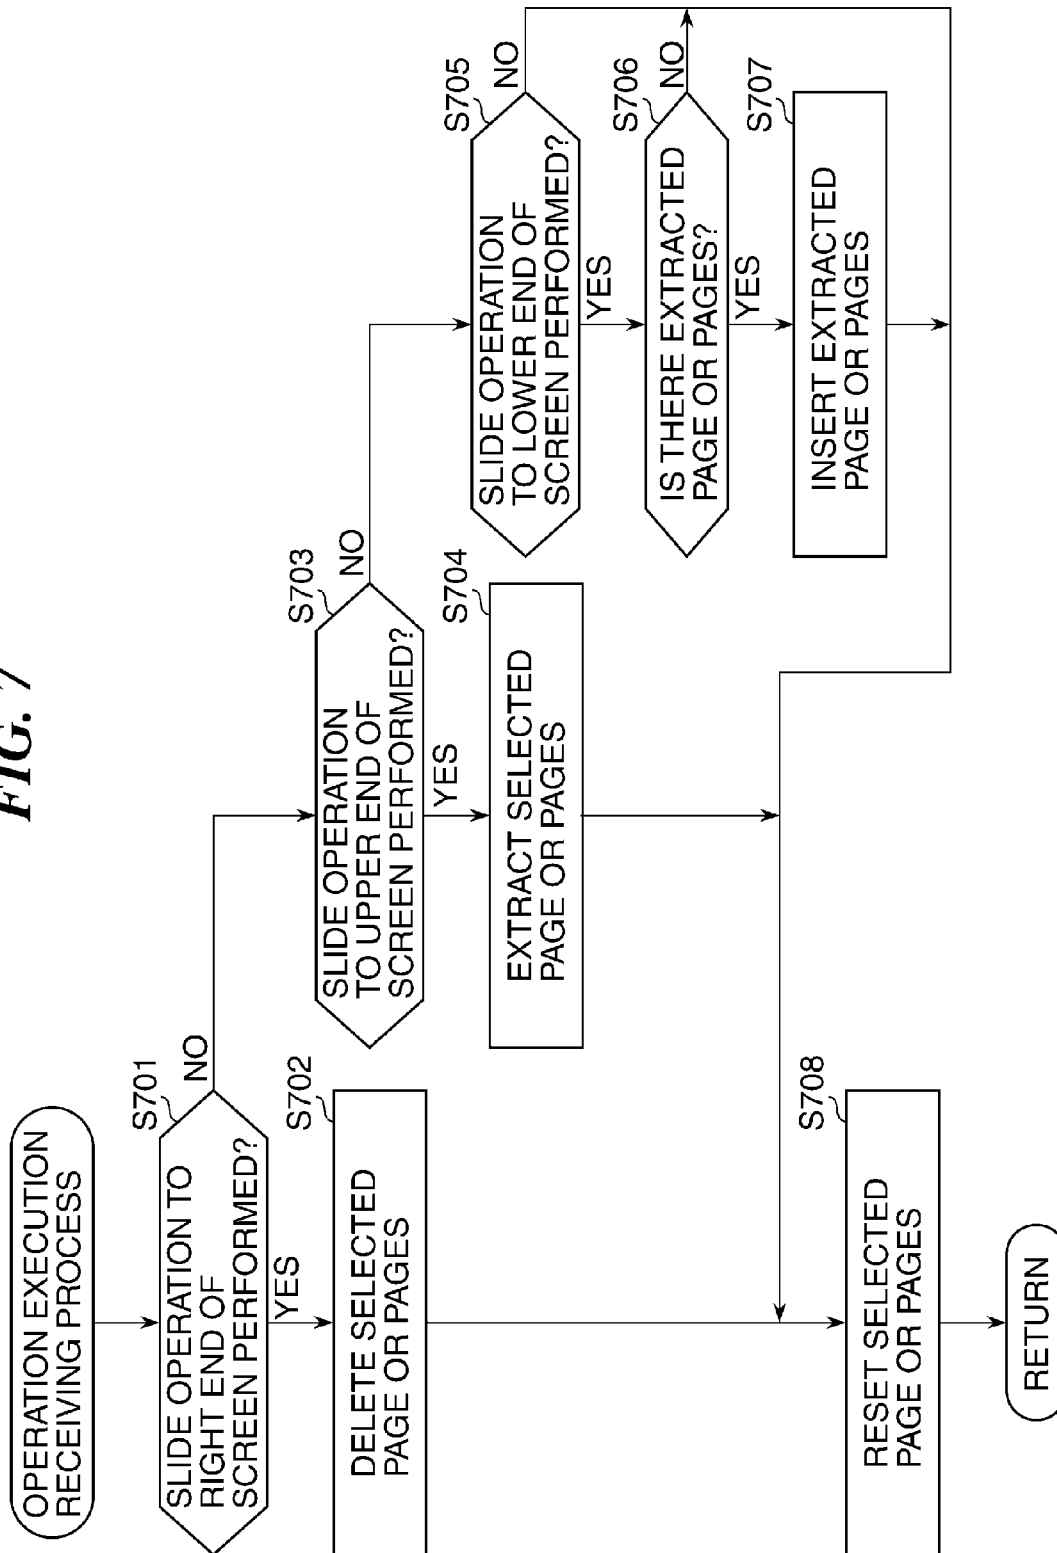 FIG. 7
OPERATION EXECUTION
RECEIVING PROCESS
S701
SLIDE OPERATION TO
RIGHT END OF
SCREEN PERFORMED?
NO
YES
S702
DELETE SELECTED
PAGE OR PAGES
S703
SLIDE OPERATION
TO UPPER END OF
SCREEN PERFORMED?
NO
YES
S704
EXTRACT SELECTED
PAGE OR PAGES
S705
SLIDE OPERATION
TO LOWER END OF
SCREEN PERFORMED?
NO
YES
S706
IS THERE EXTRACTED
PAGE OR PAGES?
NO
YES
S707
INSERT EXTRACTED
PAGE OR PAGES
S708
RESET SELECTED
PAGE OR PAGES
RETURN